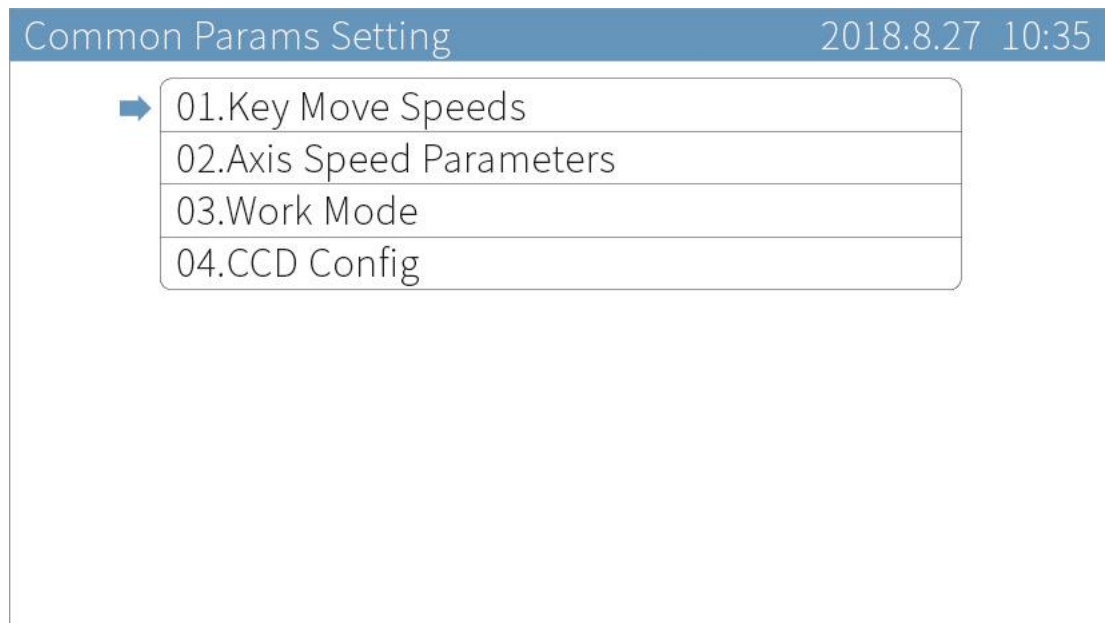 Common Params Setting 2018.8.27 10:35
01.Key Move Speeds
02.Axis Speed Parameters
03.Work Mode
04.CCD Config